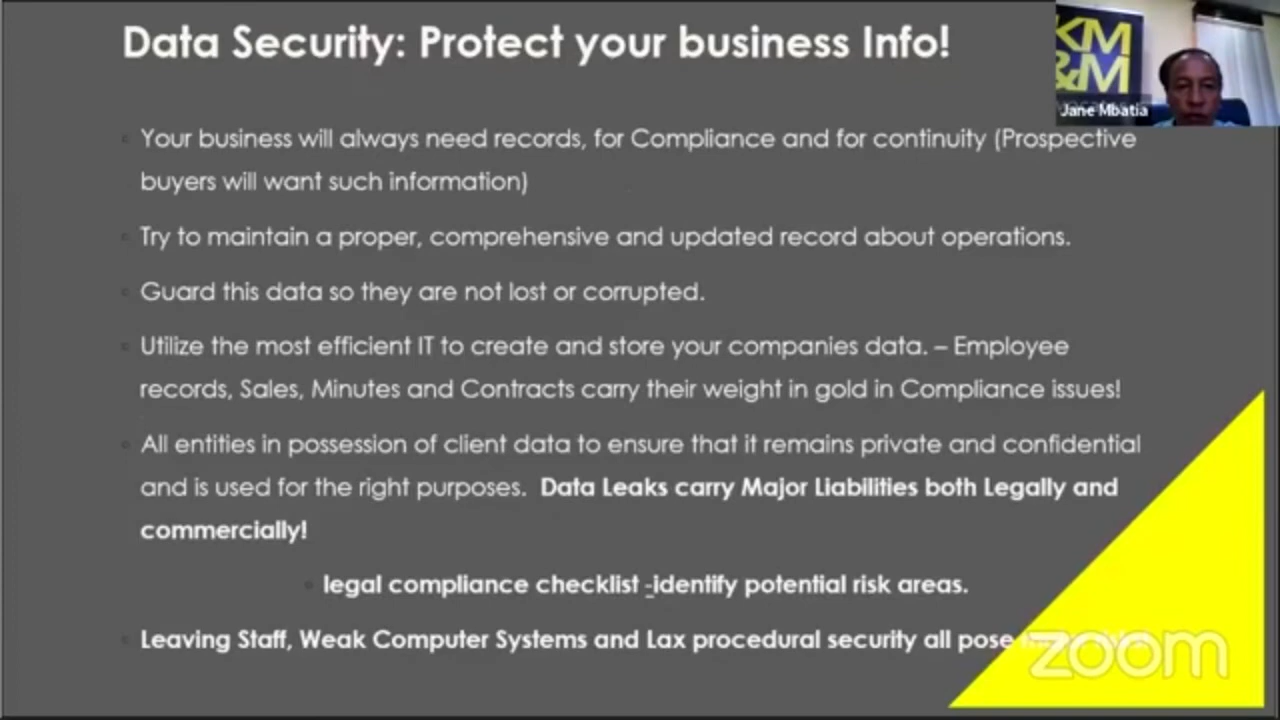 Data Security: Protect your business Info!
KM
&M
Jane Mbatia
Your business will always need records, for Compliance and for continuity (Prospective
buyers will want such information)
Try to maintain a proper, comprehensive and updated record about operations.
Guard this data so they are not lost or corrupted.
Utilize the most efficient IT to create and store your companies data. – Employee
records, Sales, Minutes and Contracts carry their weight in gold in Compliance issues!
All entities in possession of client data to ensure that it remains private and confidential
and is used for the right purposes. Data Leaks carry Major Liabilities both Legally and
commercially!
legal compliance checklist -identify potential risk areas.
Leaving Staff, Weak Computer Systems and Lax procedural security all pose
zoom